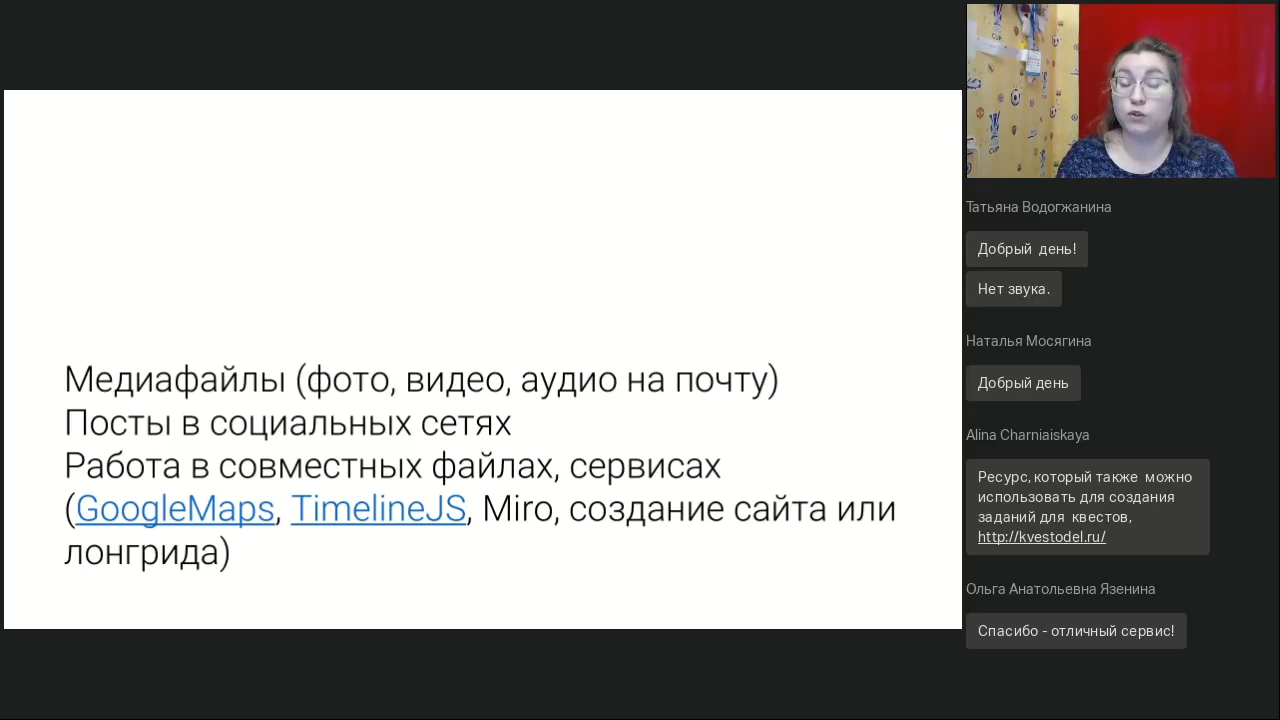 Медиафайлы (фото, видео, аудио на почту)
Посты в социальных сетях
Работа в совместных файлах, сервисах
(GoogleMaps, TimelineJS, Miro, создание сайта или
лонгрида)
CUP
CUP
Татьяна Водогжанина
Добрый день!
Нет звука.
Наталья Мосягина
Добрый день
Alina Charniaiskaya
Ресурс, который также можно
использовать для создания
заданий для квестов,
http://kvestodel.ru/
Ольга Анатольевна Язенина
Спасибо - отличный сервис!